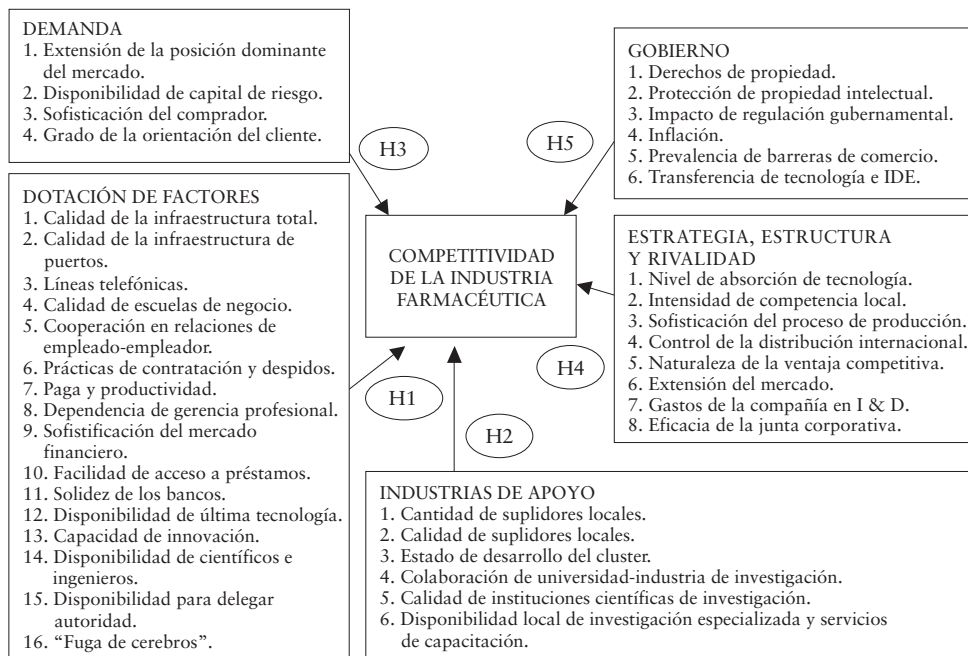 DEMANDA
1. Extensión de la posición dominante
del mercado.
2. Disponibilidad de capital de riesgo.
3. Sofisticación del comprador.
4. Grado de la orientación del cliente.
H3
DOTACIÓN DE FACTORES
1. Calidad de la infraestructura total.
2. Calidad de la infraestructura de
puertos.
3. Líneas telefónicas.
4. Calidad de escuelas de negocio.
5. Cooperación en relaciones de
empleado-empleador.
6. Prácticas de contratación y despidos.
7. Paga y productividad.
8. Dependencia de gerencia profesional.
9. Sofistificación del mercado
financiero.
10. Facilidad de acceso a préstamos.
11. Solidez de los bancos.
12. Disponibilidad de última tecnología.
13. Capacidad de innovación.
14. Disponibilidad de científicos e
ingenieros.
15. Disponibilidad para delegar
autoridad.
16. “Fuga de cerebros”.
H1
COMPETITIVIDAD
DE LA INDUSTRIA
FARMACÉUTICA
H5
GOBIERNO
1. Derechos de propiedad.
2. Protección de propiedad intelectual.
3. Impacto de regulación gubernamental.
4. Inflación.
5. Prevalencia de barreras de comercio.
6. Transferencia de tecnología e IDE.
ESTRATEGIA, ESTRUCTURA
Y RIVALIDAD
1. Nivel de absorción de tecnología.
2. Intensidad de competencia local.
3. Sofisticación del proceso de producción.
4. Control de la distribución internacional.
5. Naturaleza de la ventaja competitiva.
6. Extensión del mercado.
7. Gastos de la compañía en I & D.
8. Eficacia de la junta corporativa.
H4
H2
INDUSTRIAS DE APOYO
1. Cantidad de suplidores locales.
2. Calidad de suplidores locales.
3. Estado de desarrollo del cluster.
4. Colaboración de universidad-industria de investigación.
5. Calidad de instituciones científicas de investigación.
6. Disponibilidad local de investigación especializada y servicios
de capacitación.